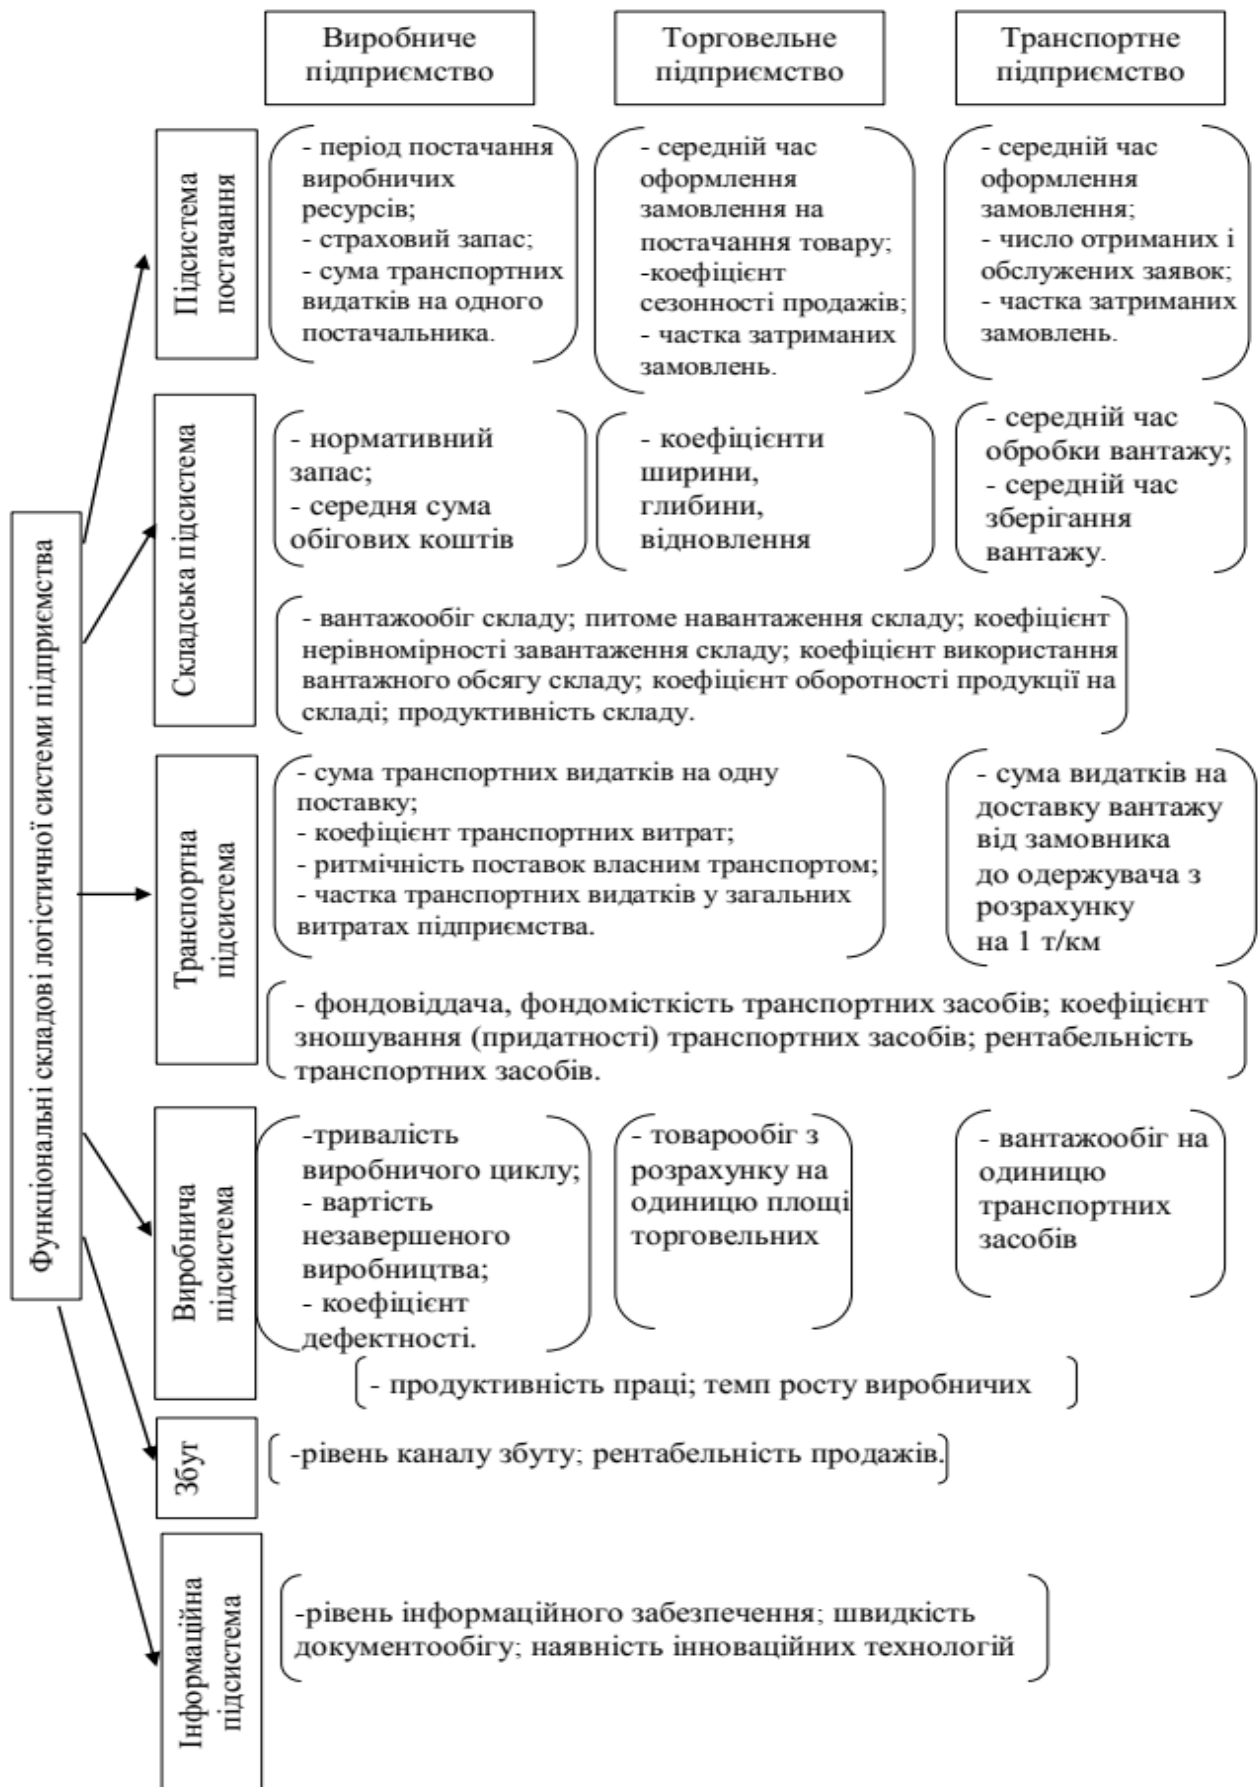 Виробниче
підприємство
Торговельне
підприємство
Транспортне
підприємство
Функціональні складові логістичної системи підприємства
Підсистема
постачання
- період постачання
виробничих
ресурсів;
- страховий запас;
- сума транспортних
видатків на одного
постачальника.
- середній час
оформлення
замовлення на
постачання товару;
-коефіцієнт
сезонності продажів;
- частка затриманих
замовлень.
- середній час
оформлення
замовлення;
- число отриманих і
обслужених заявок;
- частка затриманих
замовлень.
Складська підсистема
- нормативний
запас;
- середня сума
обігових коштів
- коефіцієнти
ширини,
глибини,
відновлення
- середній час
обробки вантажу;
- середній час
зберігання
вантажу.
- вантажообіг складу; питоме навантаження складу; коефіцієнт
нерівномірності завантаження складу; коефіцієнт використання
вантажного обсягу складу; коефіцієнт оборотності продукції на
складі; продуктивність складу.
Транспортна
підсистема
- сума транспортних видатків на одну
поставку;
- коефіцієнт транспортних витрат;
- ритмічність поставок власним транспортом;
- частка транспортних видатків у загальних
витратах підприємства.
- сума видатків на
доставку вантажу
від замовника
до одержувача з
розрахунку
на 1 т/км
- фондовіддача, фондомісткість транспортних засобів; коефіцієнт
зношування (придатності) транспортних засобів; рентабельність
транспортних засобів.
Виробнича
підсистема
-тривалість
виробничого циклу;
- вартість
незавершеного
виробництва;
- коефіцієнт
дефектності.
- товарообіг з
розрахунку на
одиницю площі
торговельних
- вантажообіг на
одиницю
транспортних
засобів
- продуктивність праці; темп росту виробничих
Збут
-рівень каналу збуту; рентабельність продажів.
Інформаційна
підсистема
-рівень інформаційного забезпечення; швидкість
документообігу; наявність інноваційних технологій